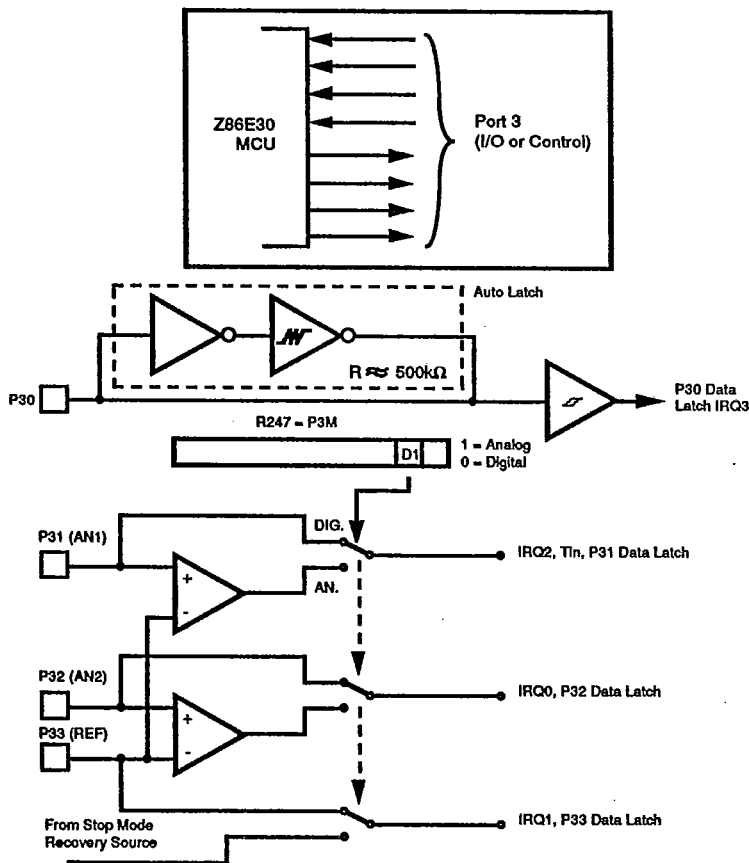 Z86E30
MCU
Port 3
(I/O or Control)
Auto Latch
R ≈ 500kΩ
P30
P30 Data
Latch IRQ3
R247 = P3M
D1
1 = Analog
0 = Digital
P31 (AN1)
DIG.
IRQ2, Tin, P31 Data Latch
+
-
AN.
P32 (AN2)
IRQ0, P32 Data Latch
P33 (REF)
+
-
From Stop Mode
Recovery Source
IRQ1, P33 Data Latch